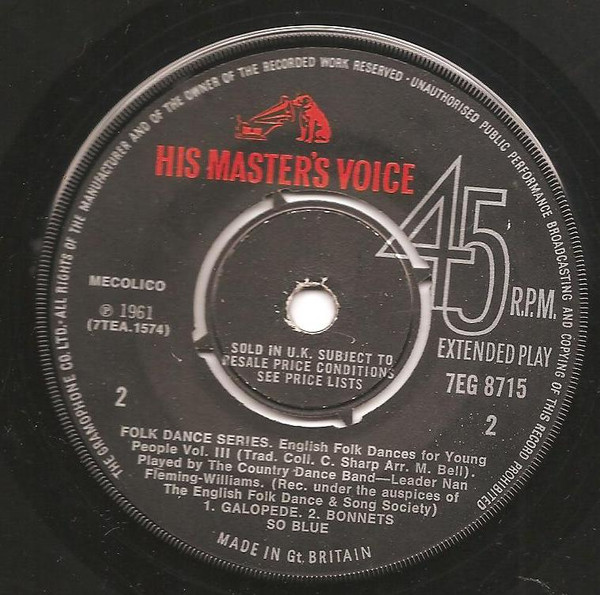 THE GRAMOPHONE CO. LTD.· ALL RIGHTS OF THE MANUFACTURER AND OF THE OWNER OF THE RECORDED WORK RESERVED · UNAUTHORISED PUBLIC PERFORMANCE BROADCASTING AND COPYING OF THIS RECORD PROHIBITED
HIS MASTER'S VOICE
45
R.P.M.
EXTENDED PLAY
7EG 8715
2
MECOLICO
℗ 1961
(7TEA.1574)
2
SOLD IN U.K. SUBJECT TO
RESALE PRICE CONDITIONS
SEE PRICE LISTS
FOLK DANCE SERIES. English Folk Dances for Young
People Vol. III (Trad. Coll. C. Sharp Arr. M. Bell).
Played by The Country Dance Band—Leader Nan
Fleming-Williams. (Rec. under the auspices of
The English Folk Dance & Song Society)
1. GALOPEDE. 2. BONNETS
SO BLUE
MADE IN Gt. BRITAIN